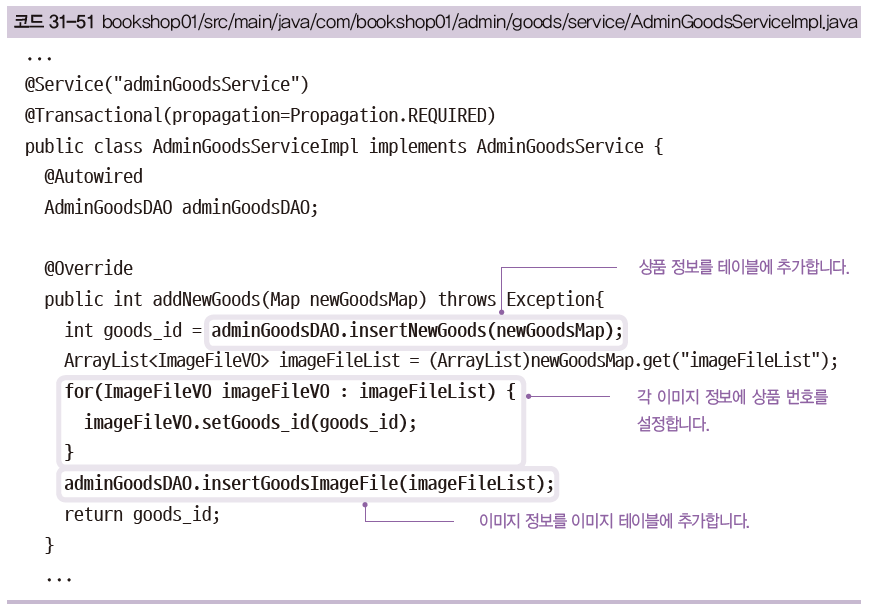 코드 31-51 bookshop01/src/main/java/com/bookshop01/admin/goods/service/AdminGoodsServiceImpl.java
...
@Service("adminGoodsService")
@Transactional(propagation=Propagation.REQUIRED)
public class AdminGoodsServiceImpl implements AdminGoodsService {
@Autowired
AdminGoodsDAO adminGoodsDAO;
@Override
상품 정보를 테이블에 추가합니다.
public int addNewGoods(Map newGoodsMap) throws Exception{
int goods_id = adminGoodsDAO.insertNewGoods(newGoodsMap);
ArrayList<ImageFileVO> imageFileList = (ArrayList)newGoodsMap.get("imageFileList");
for(ImageFileVO imageFileVO : imageFileList) {
imageFileVO.setGoods_id(goods_id);
}
각 이미지 정보에 상품 번호를
설정합니다.
adminGoodsDAO.insertGoodsImageFile(imageFileList);
return goods_id;
이미지 정보를 이미지 테이블에 추가합니다.
}
...